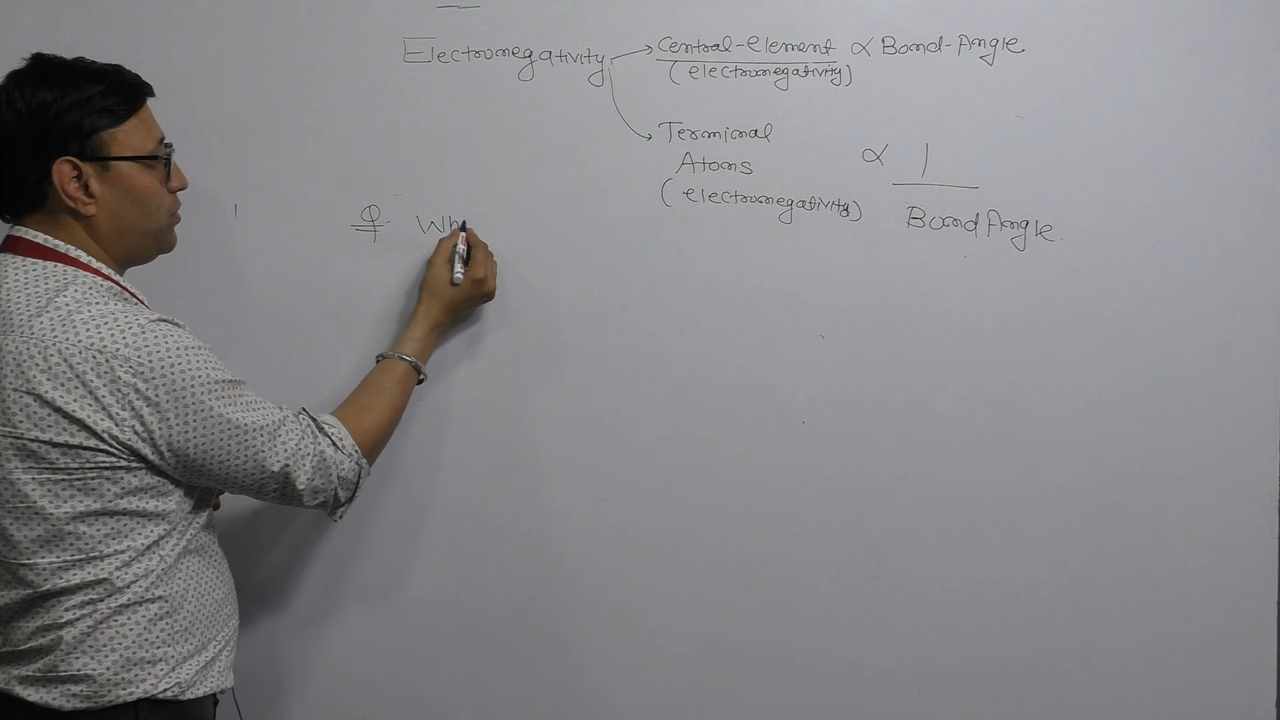 Electronegativity → Central-element ∝ Bond-Angle
(electronegativity)
Terminal
Atoms ∝ 1
(electronegativity) Bond Angle.
Q. Wh